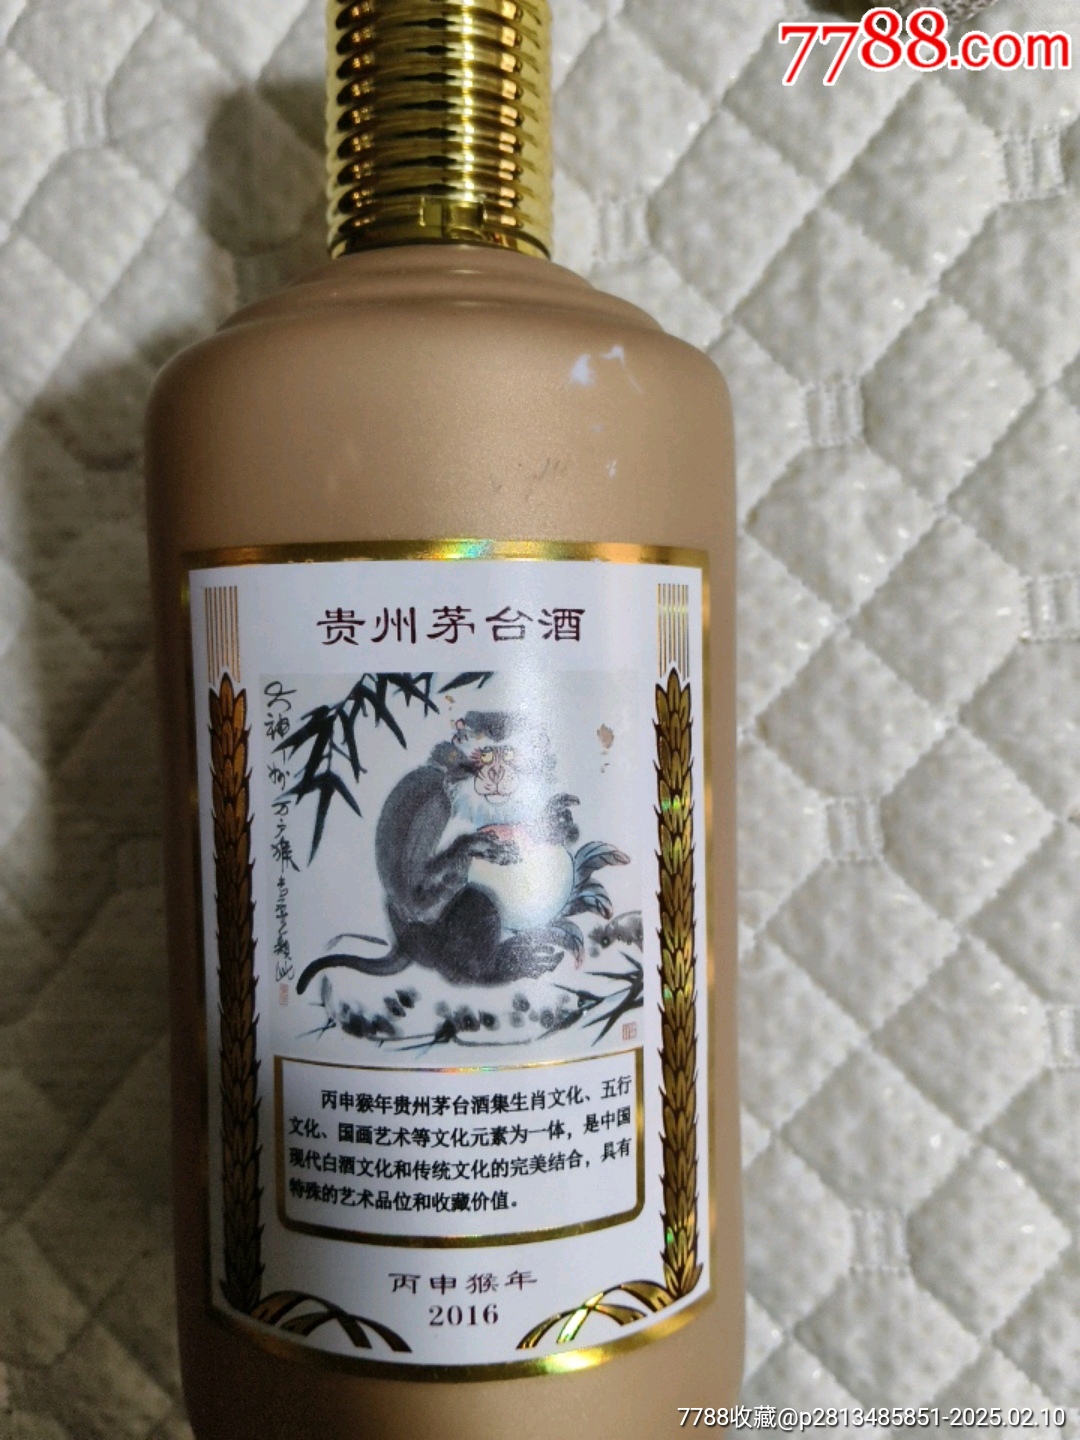 7788.com
贵州茅台酒
丙申猴年贵州茅台酒集生肖文化、五行
文化、国画艺术等文化元素为一体，是中国
现代白酒文化和传统文化的完美结合，具有
特殊的艺术品位和收藏价值。
丙申猴年
2016
7788收藏@p2813485851-2025.02.10